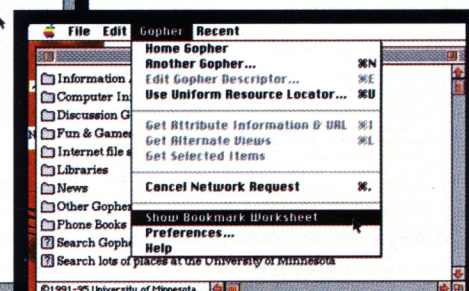 File Edit Gopher Recent
Home Gopher
Another Gopher... ⌘N
Edit Gopher Descriptor... ⌘E
Use Uniform Resource Locator... ⌘U
Get Attribute Information & URL ⌘I
Get Alternate Views ⌘L
Get Selected Items
Cancel Network Request ⌘.
Show Bookmark Worksheet
Preferences...
Help
Information
Computer In
Discussion G
Fun & Games
Internet file s
Libraries
News
Other Gopher
Phone Books
Search Gophe
Search lots of places at the University of Minnesota
©1991-95 University of Minnesota.